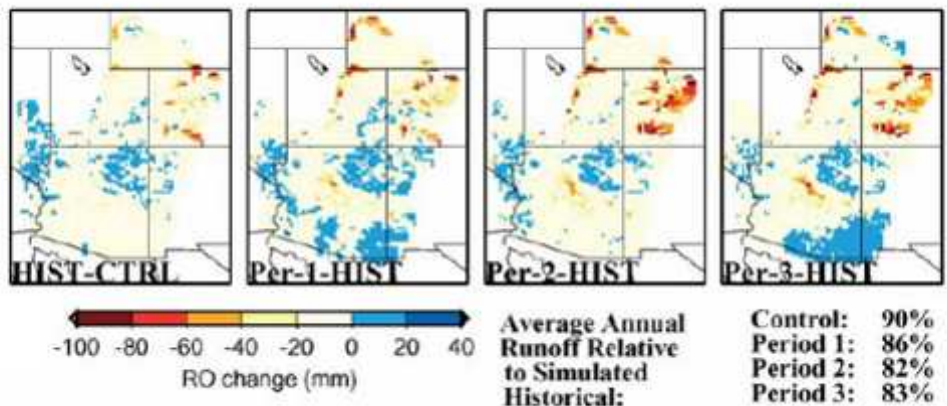 HIST-CTRL
Per-1-HIST
Per-2-HIST
Per-3-HIST
-100 -80 -60 -40 -20 0 20 40
RO change (mm)
Average Annual
Runoff Relative
to Simulated
Historical:
Control: 90%
Period 1: 86%
Period 2: 82%
Period 3: 83%